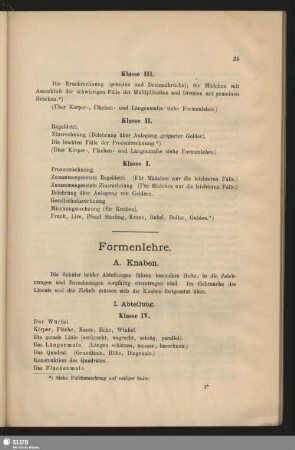 35
Klasse III.
Die Bruchrechnung (gemeine und Dezimalbrüche); für Mädchen mit
Ausschluß der schwierigen Fälle der Multiplikation und Division mit gemeinen
Brüchen.*)
(Über Körper-, Flächen- und Längenmaße siehe Formenlehre.)
Klasse II.
Regeldetri.
Zinsrechnung (Belehrung über Anlegung gesparter Gelder).
Die leichten Fälle der Prozentrechnung.*)
(Über Körper-, Flächen- und Längenmaße siehe Formenlehre.)
Klasse I.
Prozentrechnung.
Zusammengesetzte Regeldetri. (Für Mädchen nur die leichteren Fälle.)
Zusammengesetzte Zinsrechnung. (Für Mädchen nur die leichteren Fälle.)
Belehrung über Anlegung von Geldern.
Gesellschaftsrechnung.
Mischungsrechnung (für Knaben).
Frank, Lire, Pfund Sterling, Krone, Rubel, Dollar, Gulden.*)
Formenlehre.
A. Knaben.
Die Schüler beider Abteilungen führen besondere Hefte, in die Zeich-
nungen und Berechnungen sorgfältig einzutragen sind. Im Gebrauche des
Lineals und des Zirkels müssen sich die Knaben fortgesetzt üben.
I. Abteilung.
Klasse IV.
Der Würfel.
Körper, Fläche, Kante, Ecke, Winkel.
Die gerade Linie (senkrecht, wagrecht, schräg, parallel).
Das Längenmaß. (Längen schätzen, messen, berechnen.)
Das Quadrat. (Grundlinie, Höhe, Diagonale.)
Konstruktion des Quadrates.
Das Flächenmaß.
*) Siehe Fußbemerkung auf voriger Seite.
3*
SLUB